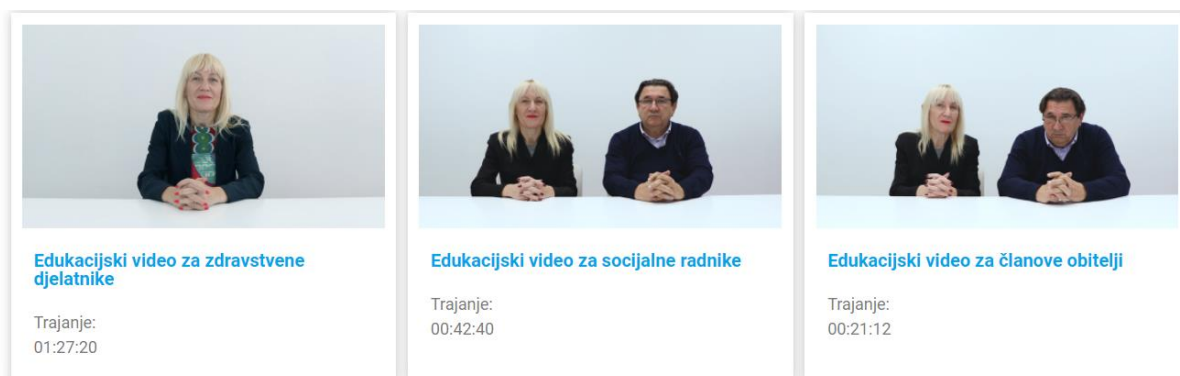 Edukacijski video za zdravstvene
djelatnike
Trajanje:
01:27:20
Edukacijski video za socijalne radnike
Trajanje:
00:42:40
Edukacijski video za članove obitelji
Trajanje:
00:21:12